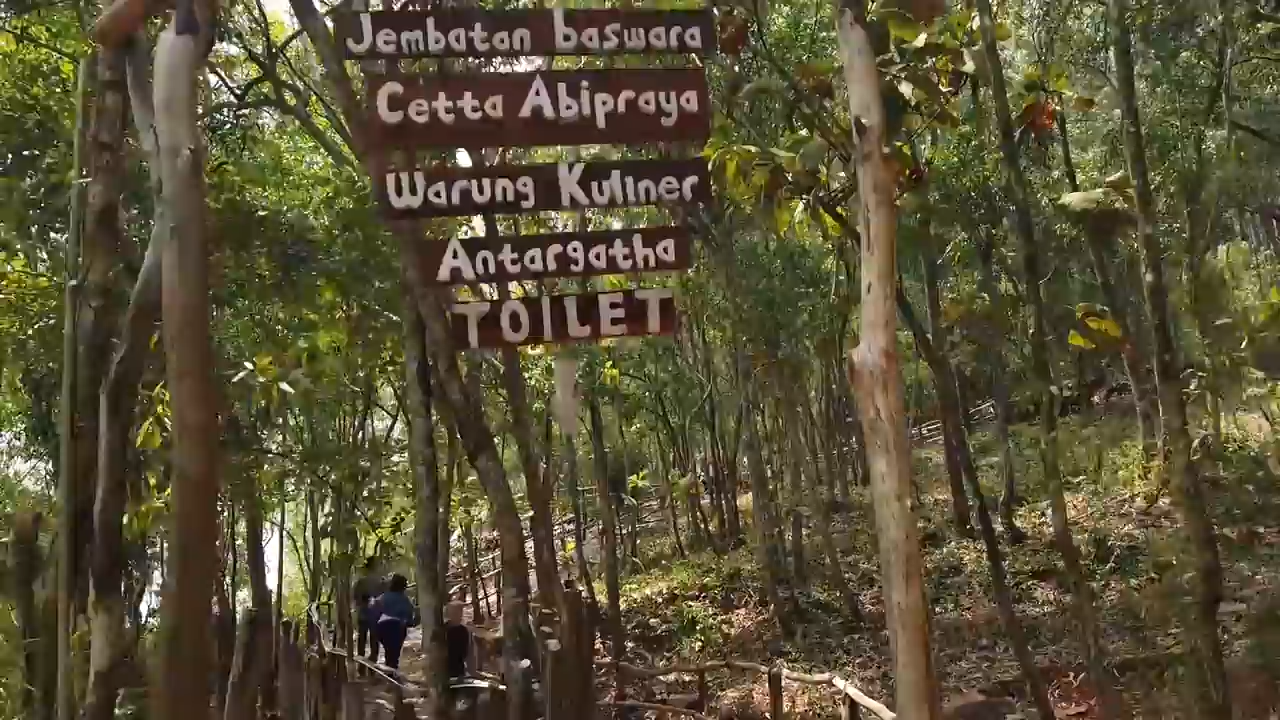 Jembatan baswara
Cetta Abipraya
Warung Kuliner
Antargatha
TOILET